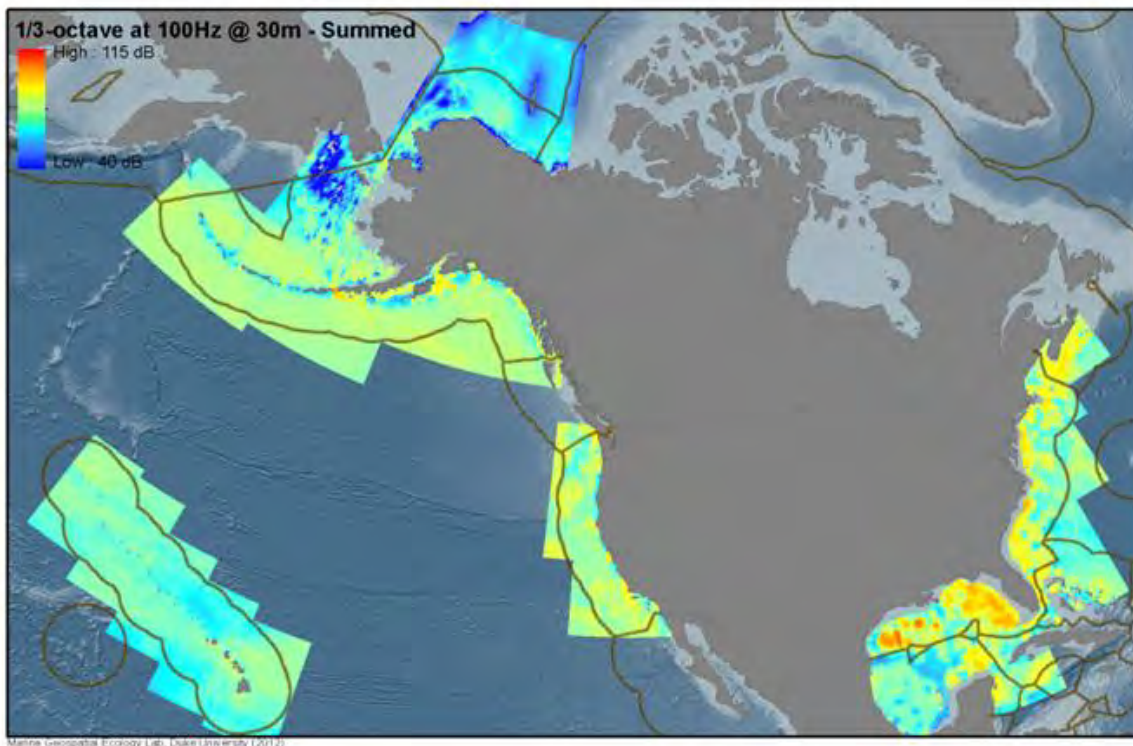 1/3-octave at 100Hz @ 30m - Summed
High : 115 dB
Low : 40 dB
Marine Geospatial Ecology Lab, Duke University (2012)